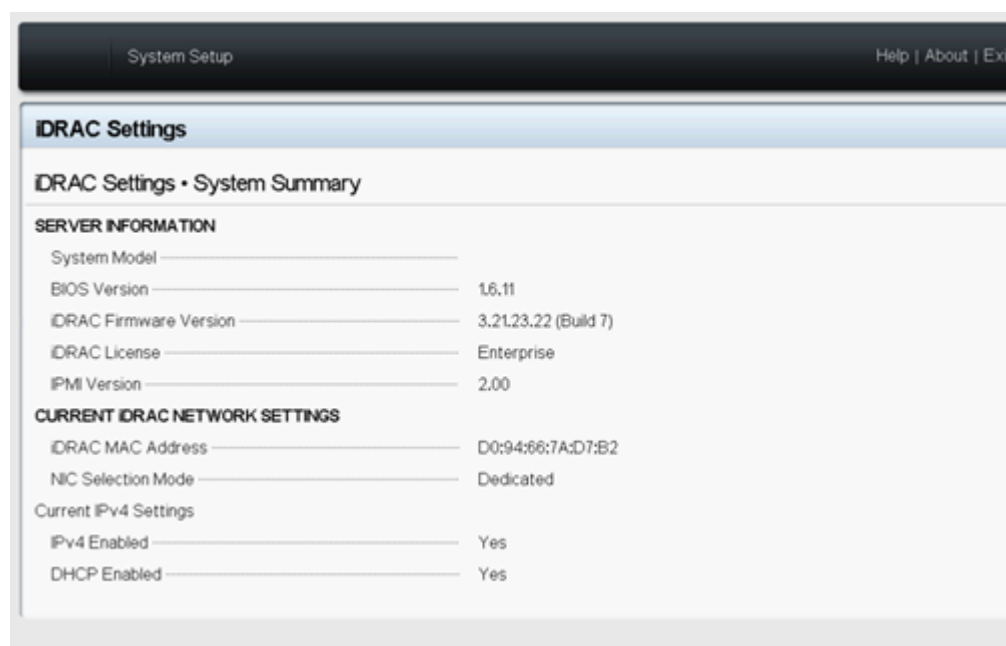 System Setup
Help | About | Exi
iDRAC Settings
iDRAC Settings • System Summary
SERVER INFORMATION
System Model
BIOS Version 1.6.11
iDRAC Firmware Version 3.21.23.22 (Build 7)
iDRAC License Enterprise
IPMI Version 2.00
CURRENT iDRAC NETWORK SETTINGS
iDRAC MAC Address D0:94:66:7A:D7:B2
NIC Selection Mode Dedicated
Current IPv4 Settings
IPv4 Enabled Yes
DHCP Enabled Yes